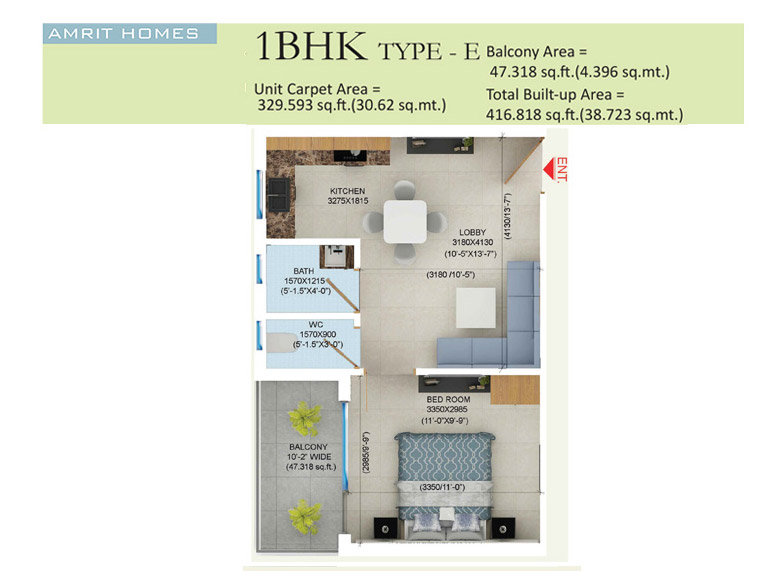 AMRIT HOMES
1BHK TYPE - E
Unit Carpet Area =
329.593 sq.ft.(30.62 sq.mt.)
Balcony Area =
47.318 sq.ft.(4.396 sq.mt.)
Total Built-up Area =
416.818 sq.ft.(38.723 sq.mt.)
ENT.
KITCHEN
3275X1815
LOBBY
3180X4130
(10'-5"X13'-7")
(4130/13'-7")
(3180 /10'-5")
BATH
1570X1215
(5'-1.5"X4'-0")
WC
1570X900
(5'-1.5"X3'-0")
BED ROOM
3350X2985
(11'-0"X9'-9")
(2985/9'-9")
(3350/11'-0")
BALCONY
10'-2" WIDE
(47.318 sq.ft.)